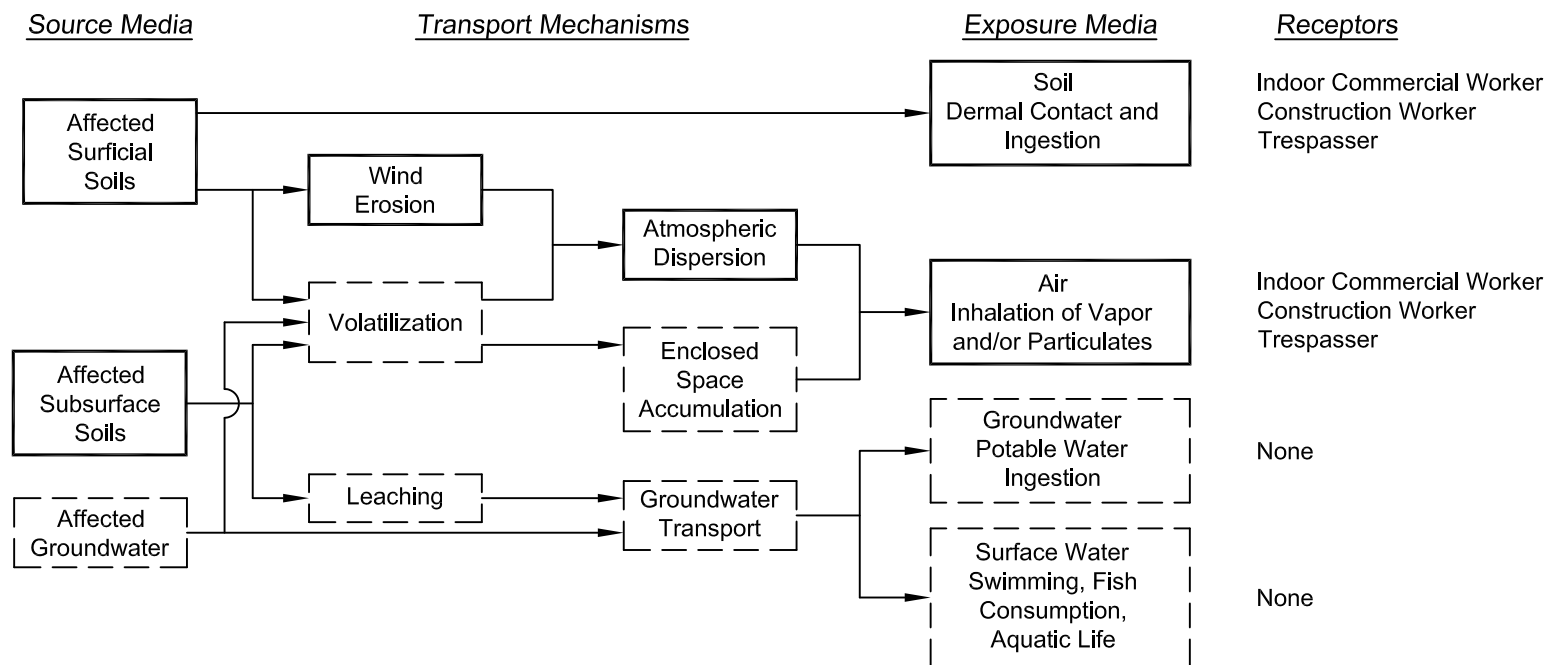 Source Media
Transport Mechanisms
Exposure Media
Receptors
Affected
Surficial
Soils
Soil
Dermal Contact and
Ingestion
Indoor Commercial Worker
Construction Worker
Trespasser
Wind
Erosion
Atmospheric
Dispersion
Volatilization
Air
Inhalation of Vapor
and/or Particulates
Indoor Commercial Worker
Construction Worker
Trespasser
Affected
Subsurface
Soils
Enclosed
Space
Accumulation
Groundwater
Potable Water
Ingestion
None
Leaching
Groundwater
Transport
Affected
Groundwater
Surface Water
Swimming, Fish
Consumption,
Aquatic Life
None